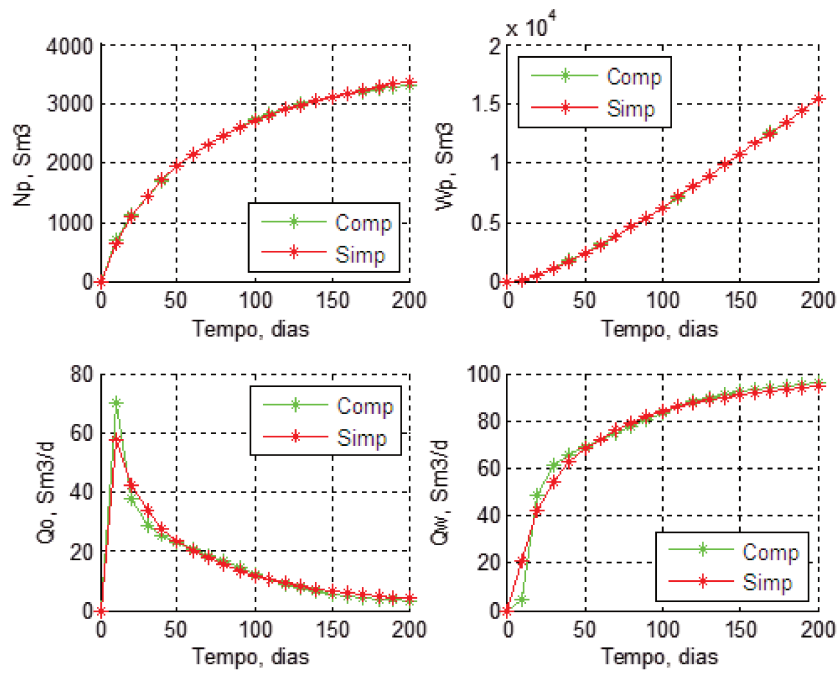 4000
3000
2000
1000
0
Np, Sm3
Comp
Simp
0 50 100 150 200
Tempo, dias
x 10^4
2
1.5
1
0.5
0
Wp, Sm3
Comp
Simp
0 50 100 150 200
Tempo, dias
80
60
40
20
0
Qo, Sm3/d
Comp
Simp
0 50 100 150 200
Tempo, dias
100
80
60
40
20
0
Qw, Sm3/d
Comp
Simp
0 50 100 150 200
Tempo, dias